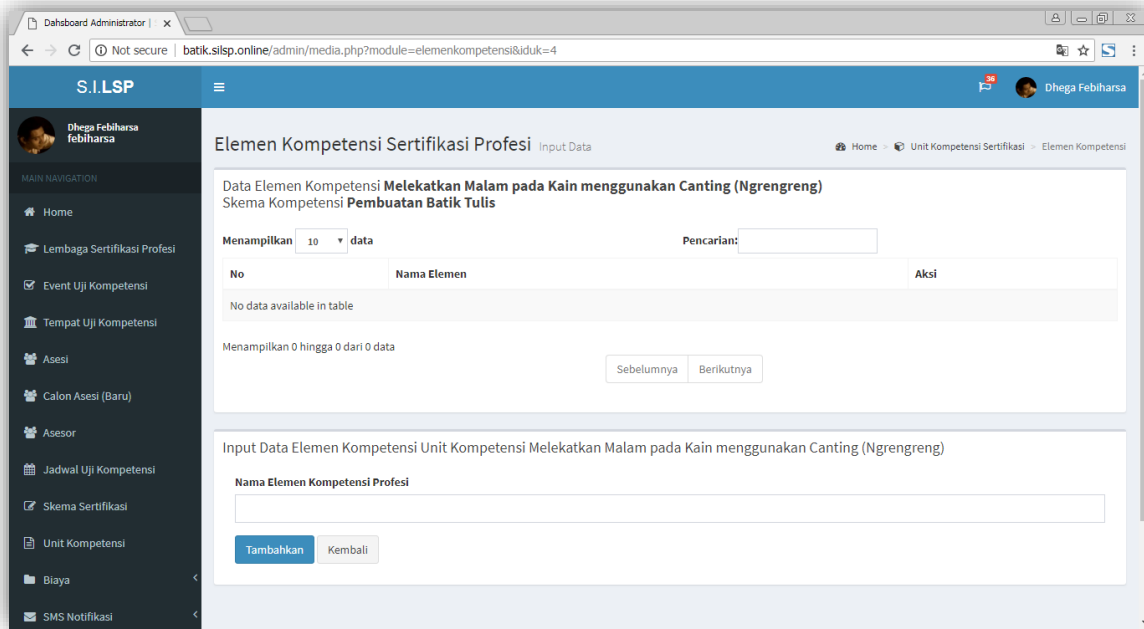 Dahsboard Administrator |
Not secure | batik.silsp.online/admin/media.php?module=elemenkompetensi&iduk=4
S.I.LSP
36
Dhega Febiharsa
Dhega Febiharsa
febiharsa
Elemen Kompetensi Sertifikasi Profesi Input Data
Home > Unit Kompetensi Sertifikasi > Elemen Kompetensi
MAIN NAVIGATION
Home
Lembaga Sertifikasi Profesi
Event Uji Kompetensi
Tempat Uji Kompetensi
Asesi
Calon Asesi (Baru)
Asesor
Jadwal Uji Kompetensi
Skema Sertifikasi
Unit Kompetensi
Biaya
SMS Notifikasi
Data Elemen Kompetensi Melekatkan Malam pada Kain menggunakan Canting (Ngrengreng)
Skema Kompetensi Pembuatan Batik Tulis
Menampilkan 10 data
Pencarian:
No Nama Elemen Aksi
No data available in table
Menampilkan 0 hingga 0 dari 0 data
Sebelumnya Berikutnya
Input Data Elemen Kompetensi Unit Kompetensi Melekatkan Malam pada Kain menggunakan Canting (Ngrengreng)
Nama Elemen Kompetensi Profesi
Tambahkan Kembali